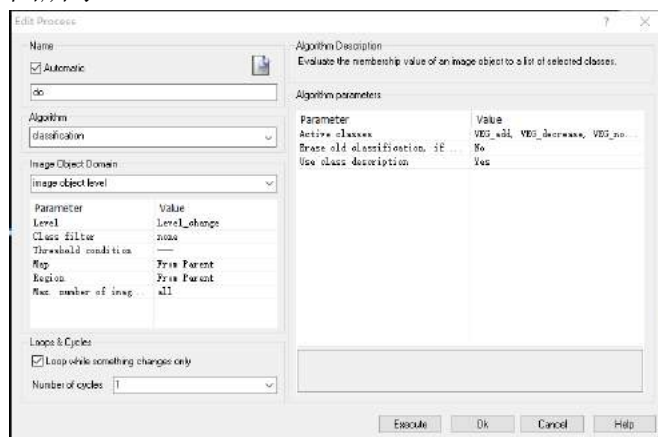 Edit Process
?
Name
Automatic
do
Algorithm
classification
Image Object Domain
image object level
Parameter Value
Level Level_change
Class filter none
Threshold condition ---
Map From Parent
Region From Parent
Max. number of imag... all
Loops & Cycles
Loop while something changes only
Number of cycles 1
Algorithm Description
Evaluate the membership value of an image object to a list of selected classes.
Algorithm parameters
Parameter Value
Active classes VEG_add, VEG_decrease, VEG_no...
Erase old classification, if ... No
Use class description Yes
Execute Ok Cancel Help